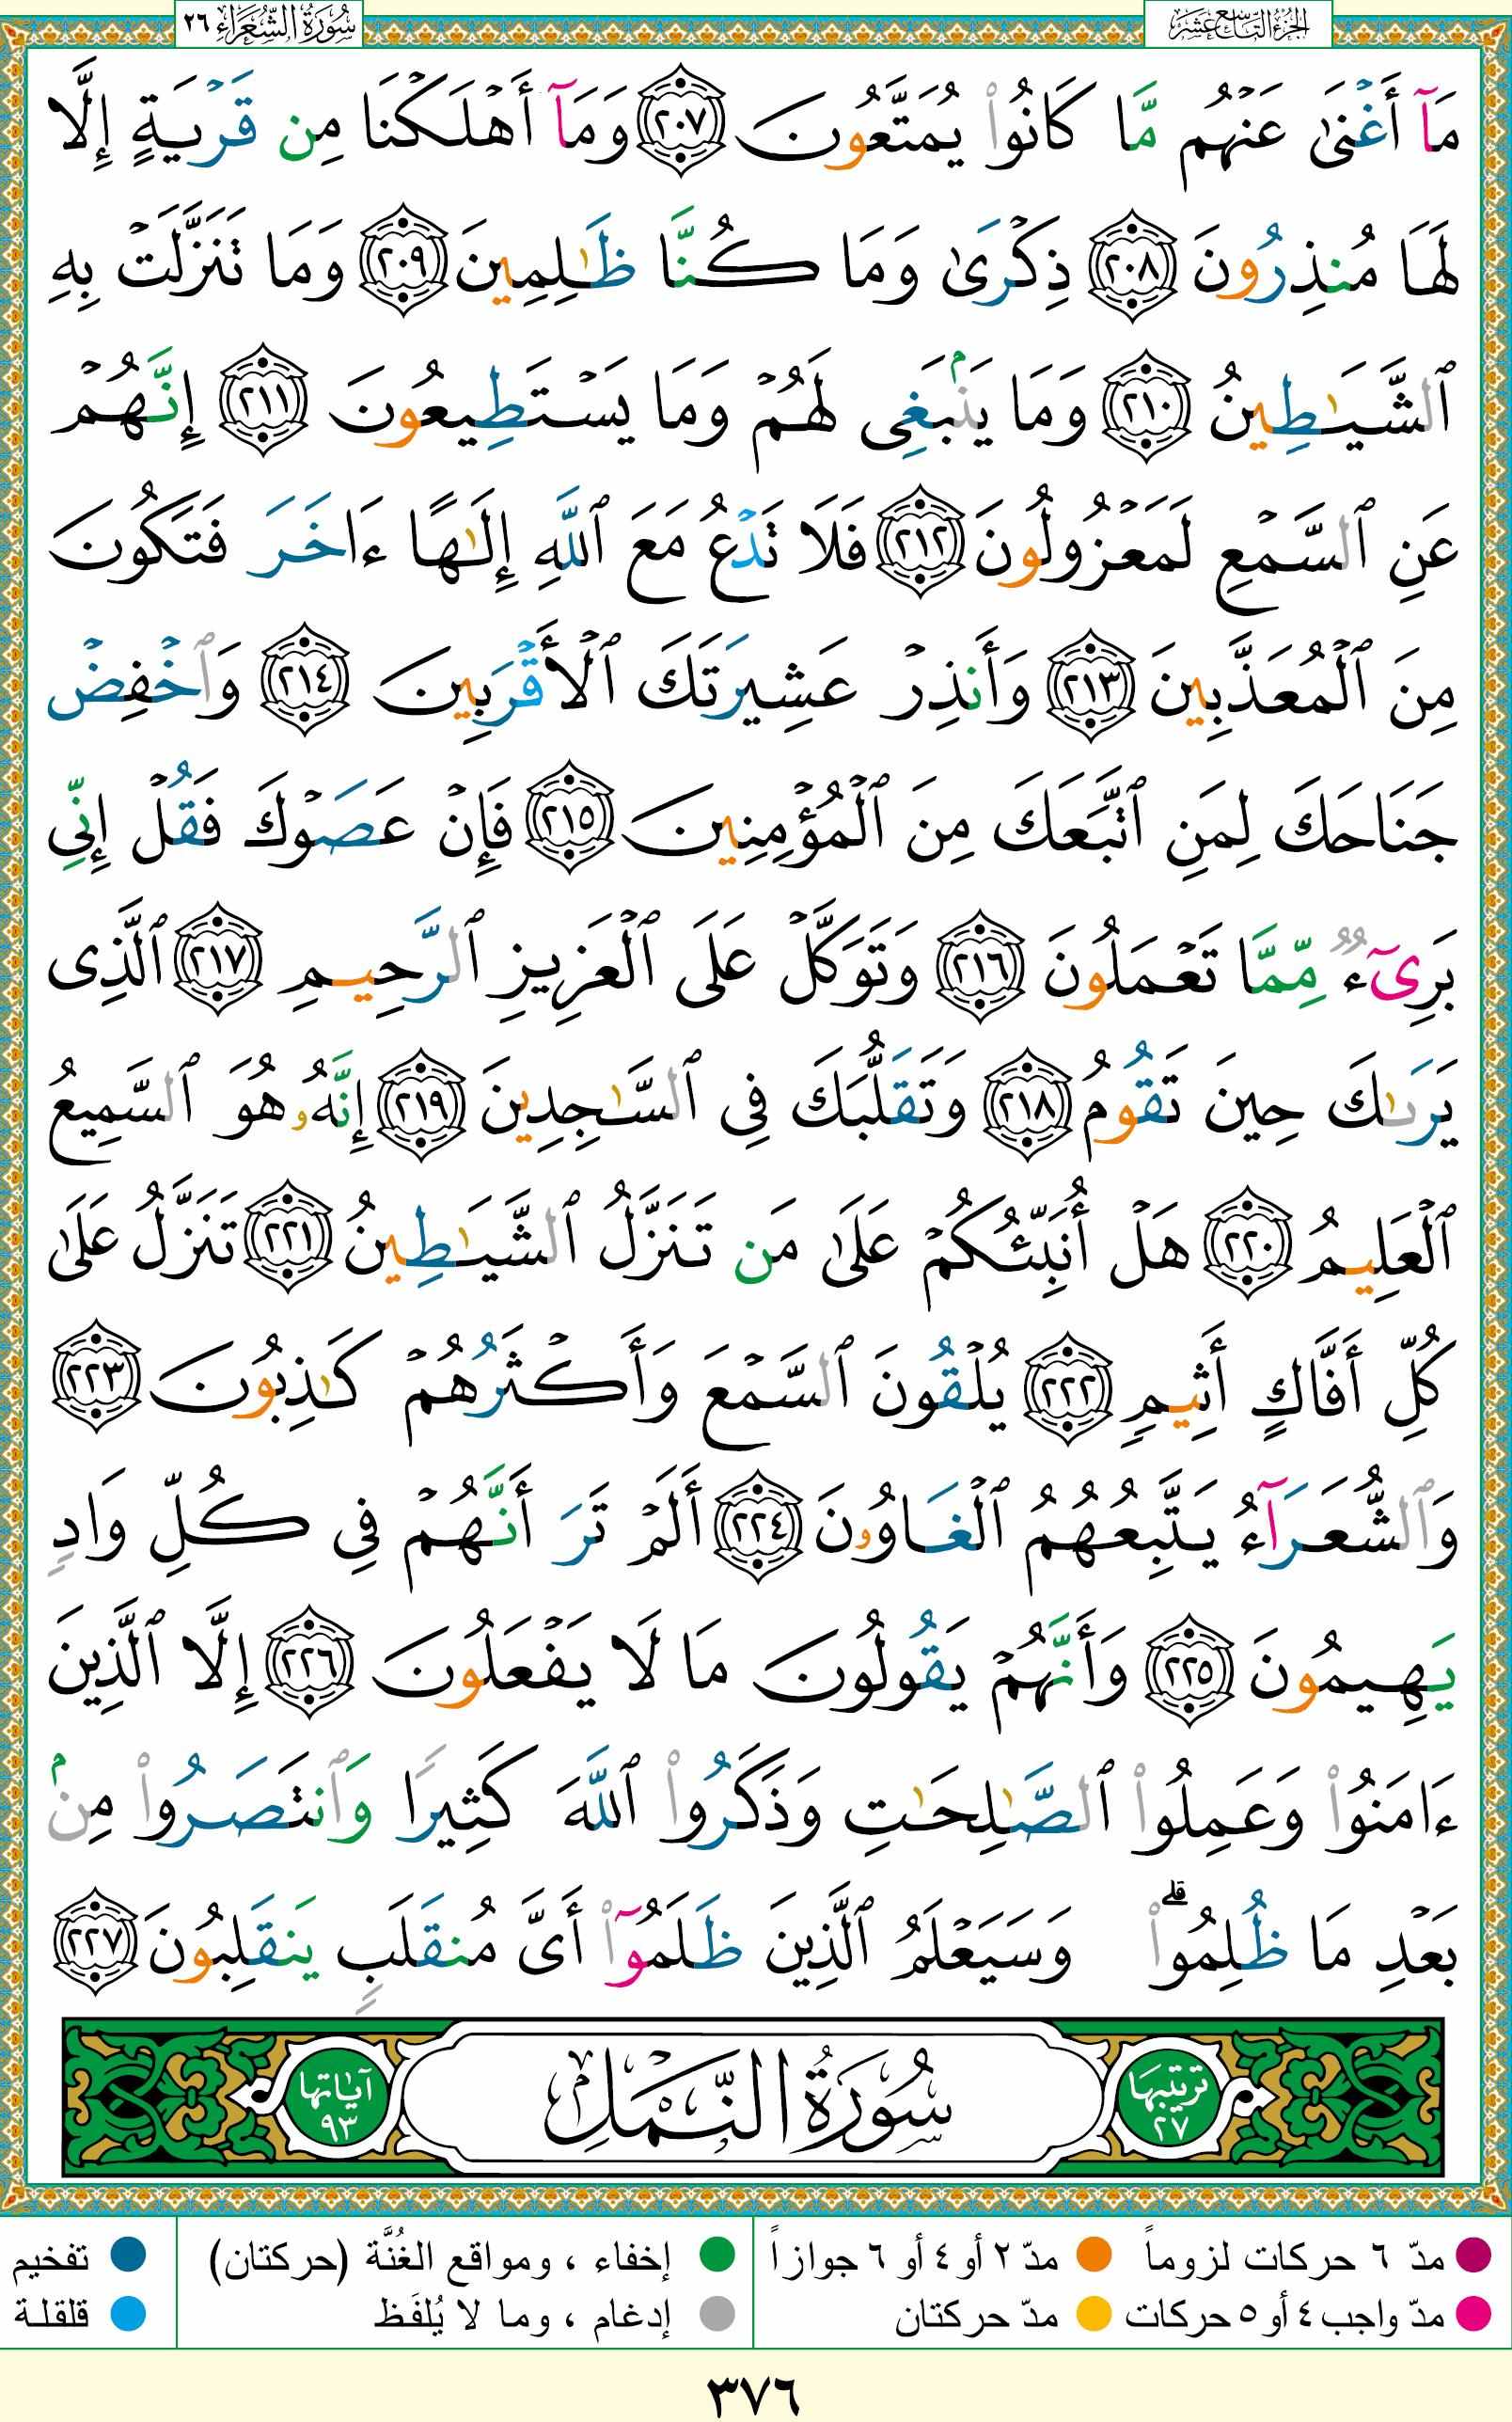 سُورَةُ الشُّعَرَاءِ ٢٦
الجزء التاسع عشر
مَآ أَغْنَىٰ عَنْهُم مَّا كَانُوا۟ يُمَتَّعُونَ ٢٠٧ وَمَآ أَهْلَكْنَا مِن قَرْيَةٍ إِلَّا
لَهَا مُنذِرُونَ ٢٠٨ ذِكْرَىٰ وَمَا كُنَّا ظَـٰلِمِينَ ٢٠٩ وَمَا تَنَزَّلَتْ بِهِ
ٱلشَّيَـٰطِينُ ٢١٠ وَمَا يَنۢبَغِى لَهُمْ وَمَا يَسْتَطِيعُونَ ٢١١ إِنَّهُمْ
عَنِ ٱلسَّمْعِ لَمَعْزُولُونَ ٢١٢ فَلَا تَدْعُ مَعَ ٱللَّهِ إِلَـٰهًا ءَاخَرَ فَتَكُونَ
مِنَ ٱلْمُعَذَّبِينَ ٢١٣ وَأَنذِرْ عَشِيرَتَكَ ٱلْأَقْرَبِينَ ٢١٤ وَٱخْفِضْ
جَنَاحَكَ لِمَنِ ٱتَّبَعَكَ مِنَ ٱلْمُؤْمِنِينَ ٢١٥ فَإِنْ عَصَوْكَ فَقُلْ إِنِّى
بَرِىٓءٌ مِّمَّا تَعْمَلُونَ ٢١٦ وَتَوَكَّلْ عَلَى ٱلْعَزِيزِ ٱلرَّحِيمِ ٢١٧ ٱلَّذِى
يَرَىٰكَ حِينَ تَقُومُ ٢١٨ وَتَقَلُّبَكَ فِى ٱلسَّـٰجِدِينَ ٢١٩ إِنَّهُۥ هُوَ ٱلسَّمِيعُ
ٱلْعَلِيمُ ٢٢٠ هَلْ أُنَبِّئُكُمْ عَلَىٰ مَن تَنَزَّلُ ٱلشَّيَـٰطِينُ ٢٢١ تَنَزَّلُ عَلَىٰ
كُلِّ أَفَّاكٍ أَثِيمٍ ٢٢٢ يُلْقُونَ ٱلسَّمْعَ وَأَكْثَرُهُمْ كَـٰذِبُونَ ٢٢٣
وَٱلشُّعَرَآءُ يَتَّبِعُهُمُ ٱلْغَاوُۥنَ ٢٢٤ أَلَمْ تَرَ أَنَّهُمْ فِى كُلِّ وَادٍ
يَهِيمُونَ ٢٢٥ وَأَنَّهُمْ يَقُولُونَ مَا لَا يَفْعَلُونَ ٢٢٦ إِلَّا ٱلَّذِينَ
ءَامَنُوا۟ وَعَمِلُوا۟ ٱلصَّـٰلِحَـٰتِ وَذَكَرُوا۟ ٱللَّهَ كَثِيرًا وَٱنتَصَرُوا۟ مِنۢ
بَعْدِ مَا ظُلِمُوا۟ ۗ وَسَيَعْلَمُ ٱلَّذِينَ ظَلَمُوٓا۟ أَىَّ مُنقَلَبٍ يَنقَلِبُونَ ٢٢٧
ترتيبها ٢٧ سُورَةُ النَّمْلِ آياتها ٩٣
مدّ ٦ حركات لزوماً مدّ ٢ أو ٤ أو ٦ جوازاً إخفاء ، ومواقع الغُنَّة (حركتان) تفخيم
مدّ واجب ٤ أو ٥ حركات مدّ حركتان إدغام ، وما لا يُلفَظ قلقلة
٣٧٦